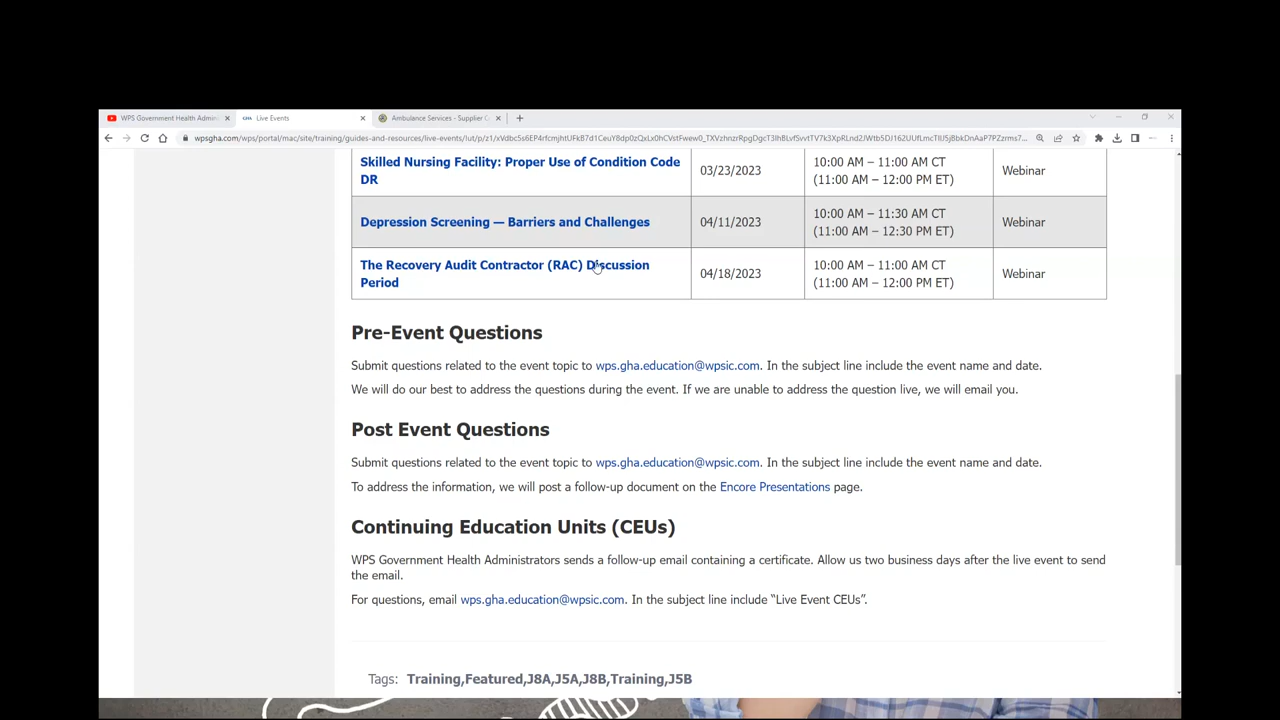 WPS Government Health Admini
Live Events
Ambulance Services - Supplier C
Skilled Nursing Facility: Proper Use of Condition Code
DR
03/23/2023
10:00 AM – 11:00 AM CT
(11:00 AM – 12:00 PM ET)
Webinar
Depression Screening — Barriers and Challenges
04/11/2023
10:00 AM – 11:30 AM CT
(11:00 AM – 12:30 PM ET)
Webinar
The Recovery Audit Contractor (RAC) Discussion
Period
04/18/2023
10:00 AM – 11:00 AM CT
(11:00 AM – 12:00 PM ET)
Webinar
Pre-Event Questions
Submit questions related to the event topic to wps.gha.education@wpsic.com. In the subject line include the event name and date.
We will do our best to address the questions during the event. If we are unable to address the question live, we will email you.
Post Event Questions
Submit questions related to the event topic to wps.gha.education@wpsic.com. In the subject line include the event name and date.
To address the information, we will post a follow-up document on the Encore Presentations page.
Continuing Education Units (CEUs)
WPS Government Health Administrators sends a follow-up email containing a certificate. Allow us two business days after the live event to send
the email.
For questions, email wps.gha.education@wpsic.com. In the subject line include “Live Event CEUs”.
Tags: Training,Featured,J8A,J5A,J8B,Training,J5B